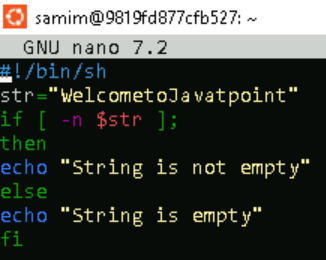 samim@9819fd877cfb527: ~
GNU nano 7.2
#!/bin/sh
str="WelcometoJavatpoint"
if [ -n $str ];
then
echo "String is not empty"
else
echo "String is empty"
fi